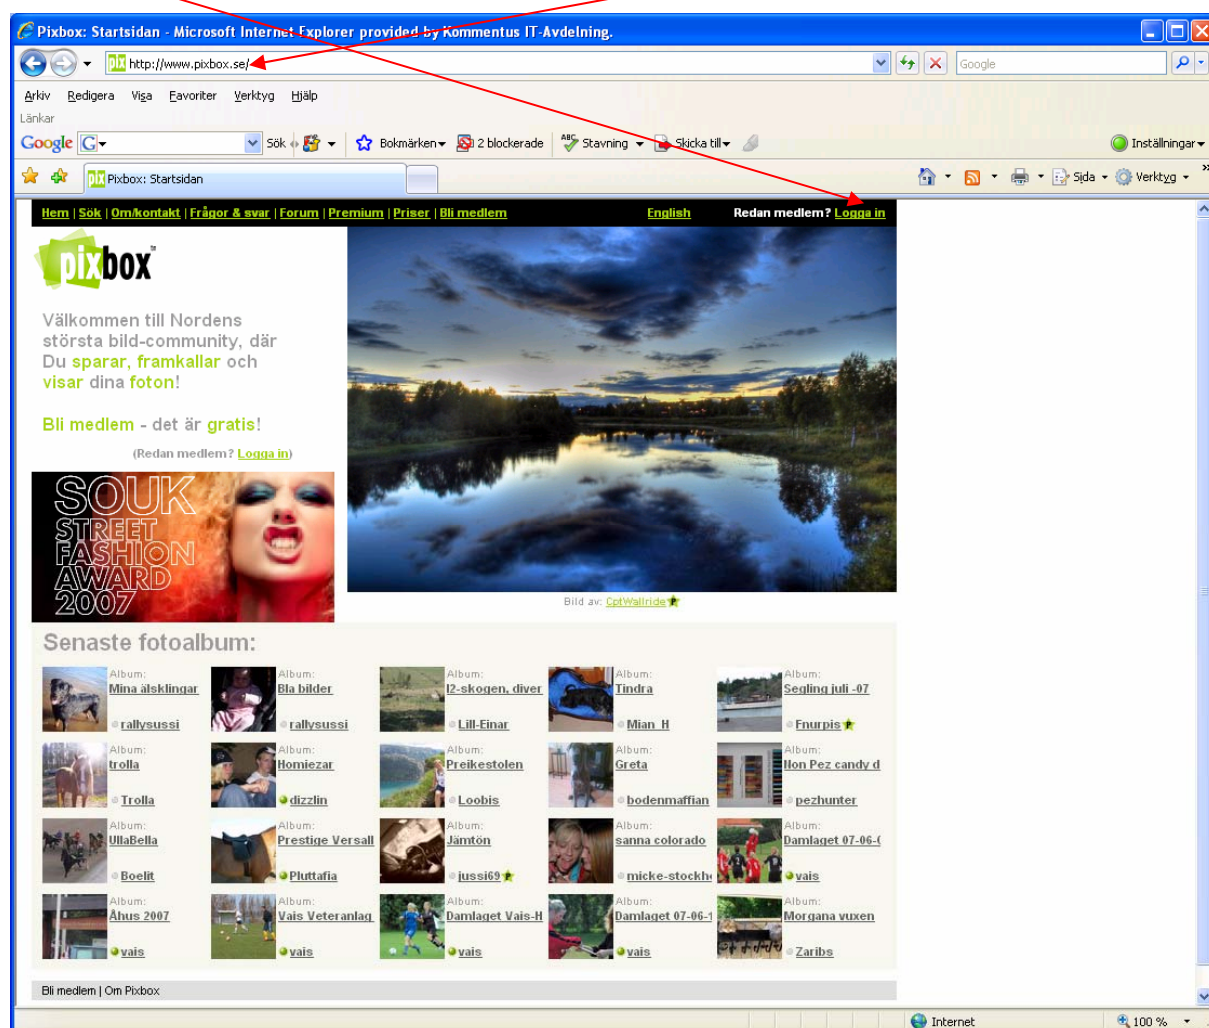 Pixbox: Startsidan - Microsoft Internet Explorer provided by Kommentus IT-Avdelning.
http://www.pixbox.se/
Google
Arkiv Redigera Visa Favoriter Verktyg Hjälp
Länkar
Google G Sök Bokmärken 2 blockerade ABC Stavning Skicka till Inställningar
pix Pixbox: Startsidan Sida Verktyg »
Hem | Sök | Om/kontakt | Frågor & svar | Forum | Premium | Priser | Bli medlem English Redan medlem? Logga in
pixbox™
Välkommen till Nordens
största bild-community, där
Du sparar, framkallar och
visar dina foton!
Bli medlem - det är gratis!
(Redan medlem? Logga in)
SOUK
STREET
FASHION
AWARD
2007
Bild av: CptWallride P
Senaste fotoalbum:
Album: Album: Album: Album: Album:
Mina älsklingar Bla bilder I2-skogen, diver Tindra Segling juli -07
rallysussi rallysussi Lill-Einar Mian_H Fnurpis P
Album: Album: Album: Album: Album:
trolla Homiezar Preikestolen Greta Non Pez candy d
Trolla dizzlin Loobis bodenmaffian pezhunter
Album: Album: Album: Album: Album:
UllaBella Prestige Versall Jämtön sanna colorado Damlaget 07-06-
Boelit Pluttafia jussi69 P micke-stockh vais
Album: Album: Album: Album: Album:
Åhus 2007 Vais Veteranlag Damlaget Vais-H Damlaget 07-06-1 Morgana vuxen
vais vais vais vais Zaribs
Bli medlem | Om Pixbox
Internet 100 %